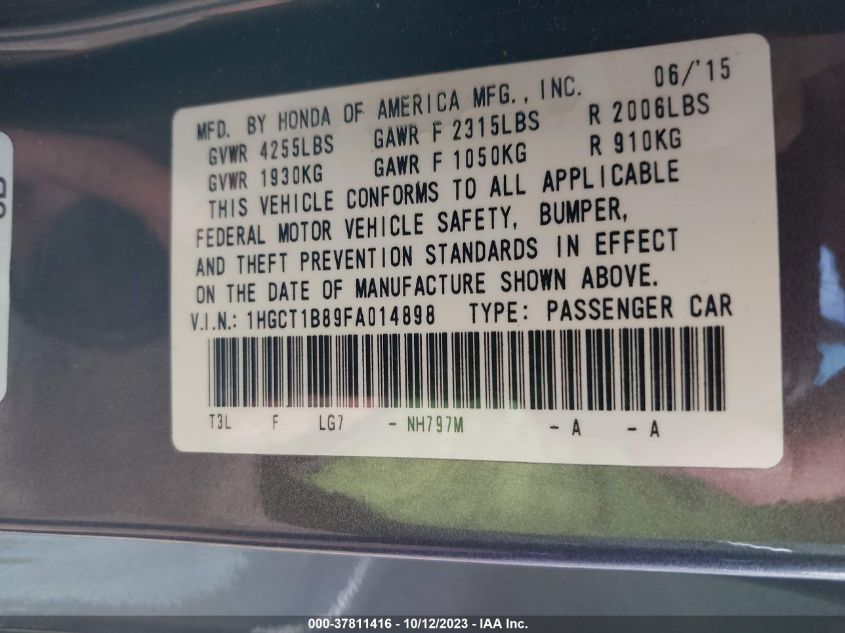 06/'15
MFD. BY HONDA OF AMERICA MFG., INC.
GVWR 4255LBS GAWR F 2315LBS R 2006LBS
GVWR 1930KG GAWR F 1050KG R 910KG
THIS VEHICLE CONFORMS TO ALL APPLICABLE
FEDERAL MOTOR VEHICLE SAFETY, BUMPER,
AND THEFT PREVENTION STANDARDS IN EFFECT
ON THE DATE OF MANUFACTURE SHOWN ABOVE.
V.I.N.: 1HGCT1B89FA014898 TYPE: PASSENGER CAR
T3L F LG7 - NH797M - A - A
000-37811416 - 10/12/2023 - IAA Inc.